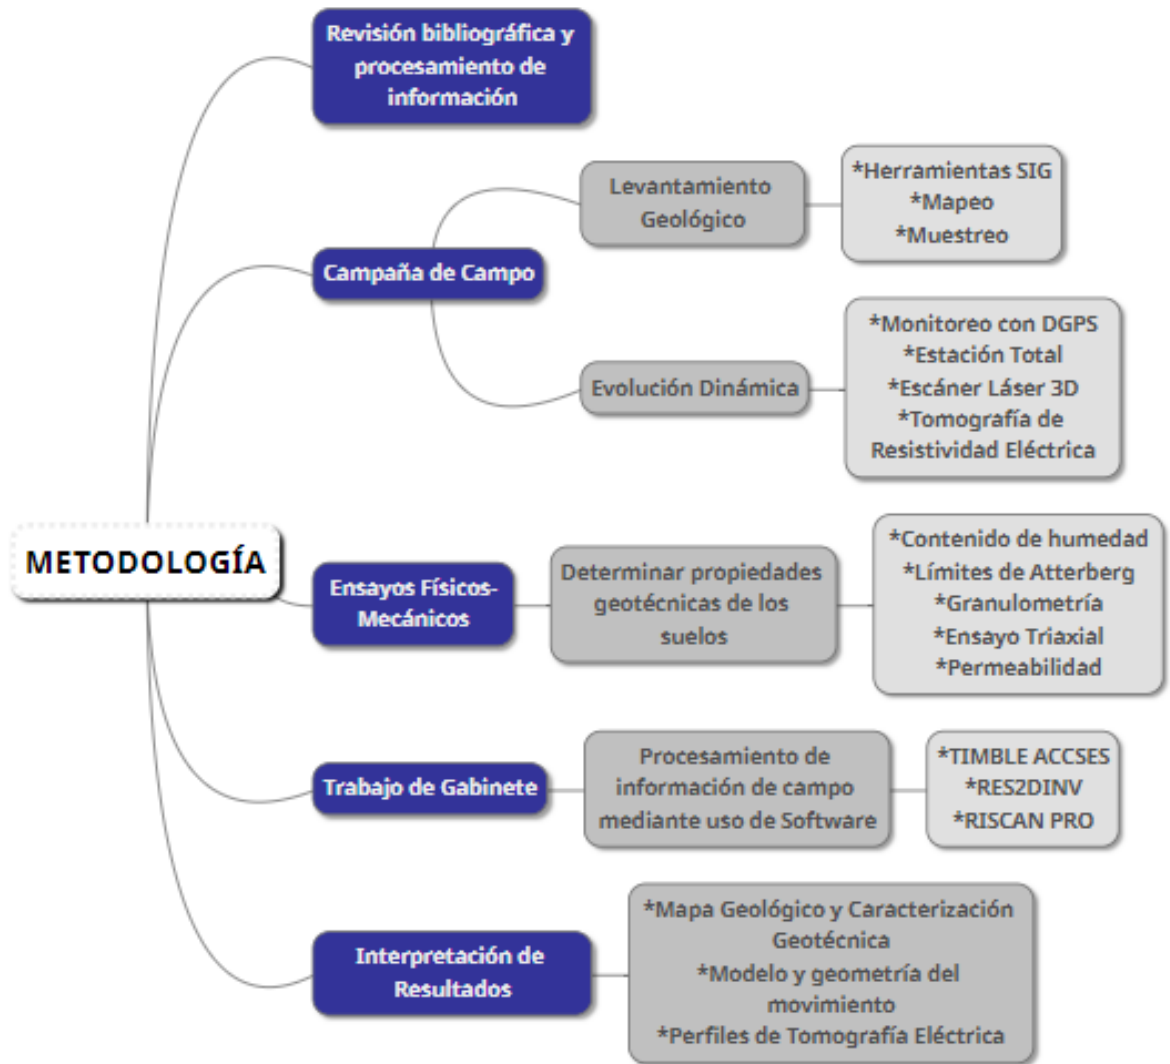 Revisión bibliográfica y
procesamiento de
información
Levantamiento
Geológico
*Herramientas SIG
*Mapeo
*Muestreo
Campaña de Campo
Evolución Dinámica
*Monitoreo con DGPS
*Estación Total
*Escáner Láser 3D
*Tomografía de
Resistividad Eléctrica
METODOLOGÍA
Ensayos Físicos-
Mecánicos
Determinar propiedades
geotécnicas de los
suelos
*Contenido de humedad
*Límites de Atterberg
*Granulometría
*Ensayo Triaxial
*Permeabilidad
Trabajo de Gabinete
Procesamiento de
información de campo
mediante uso de Software
*TIMBLE ACCSES
*RES2DINV
*RISCAN PRO
Interpretación de
Resultados
*Mapa Geológico y Caracterización
Geotécnica
*Modelo y geometría del
movimiento
*Perfiles de Tomografía Eléctrica